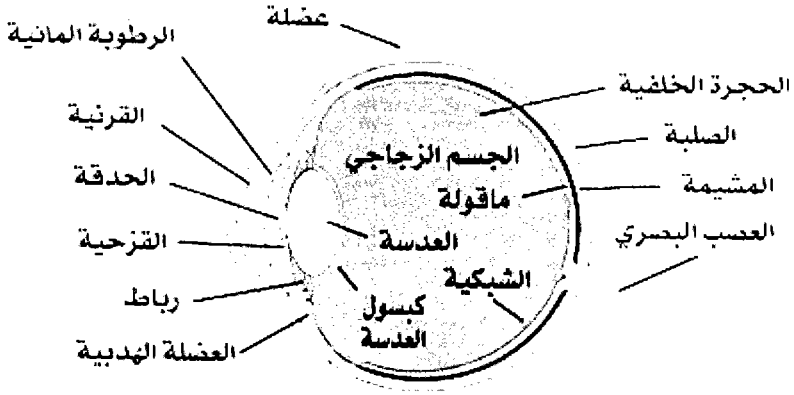 عضلة
الرطوبة المائية
الحجرة الخلفية
القرنية
الصلبة
الجسم الزجاجي
الحدقة
المشيمة
ماقولة
العدسة
القزحية
العصب البصري
الشبكية
رباط
كبسول
العدسة
العضلة الهدبية